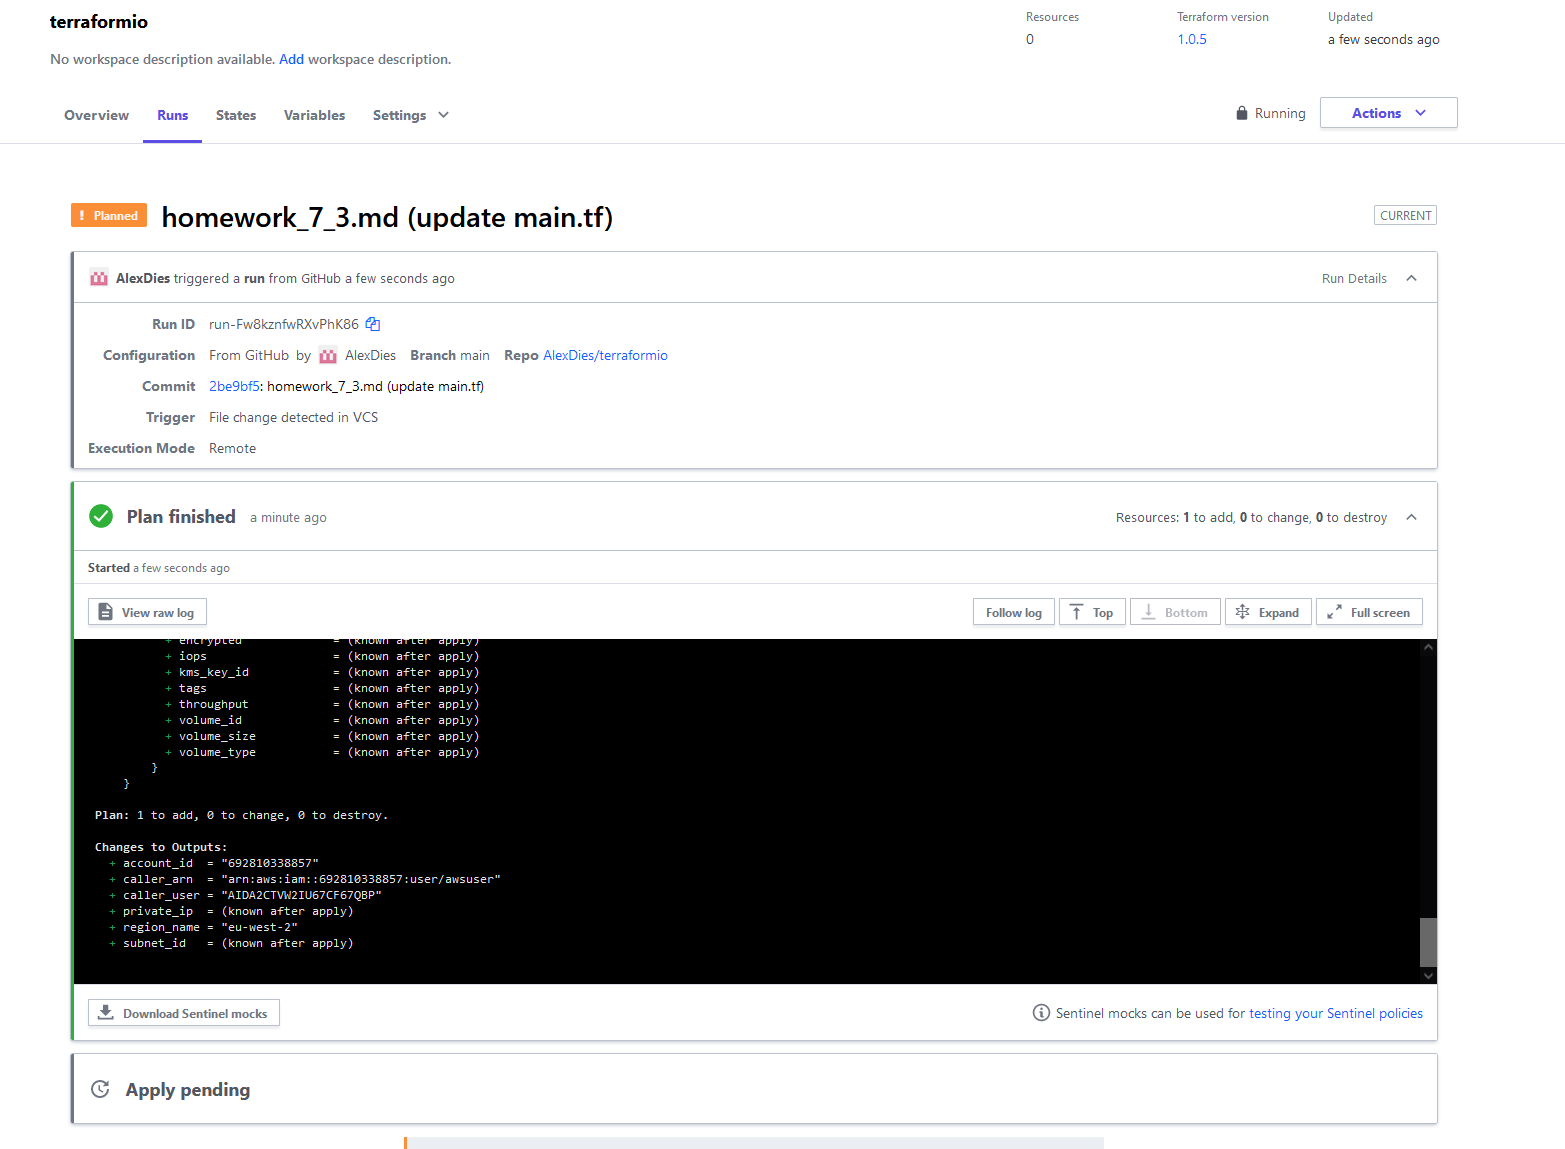 terraformio
Resources
0
Terraform version
1.0.5
Updated
a few seconds ago
No workspace description available. Add workspace description.
Overview Runs States Variables Settings
Running
Actions
! Planned
homework_7_3.md (update main.tf)
CURRENT
AlexDies triggered a run from GitHub a few seconds ago
Run Details
Run ID run-Fw8kznfwRXvPhK86
Configuration From GitHub by AlexDies Branch main Repo AlexDies/terraformio
Commit 2be9bf5: homework_7_3.md (update main.tf)
Trigger File change detected in VCS
Execution Mode Remote
Plan finished a minute ago
Resources: 1 to add, 0 to change, 0 to destroy
Started a few seconds ago
View raw log
Follow log Top Bottom Expand Full screen
+ encrypted = (known after apply)
+ iops = (known after apply)
+ kms_key_id = (known after apply)
+ tags = (known after apply)
+ throughput = (known after apply)
+ volume_id = (known after apply)
+ volume_size = (known after apply)
+ volume_type = (known after apply)
}
}
Plan: 1 to add, 0 to change, 0 to destroy.
Changes to Outputs:
+ account_id = "692810338857"
+ caller_arn = "arn:aws:iam::692810338857:user/awsuser"
+ caller_user = "AIDA2CTVW2IU67CF67QBP"
+ private_ip = (known after apply)
+ region_name = "eu-west-2"
+ subnet_id = (known after apply)
Download Sentinel mocks
Sentinel mocks can be used for testing your Sentinel policies
Apply pending